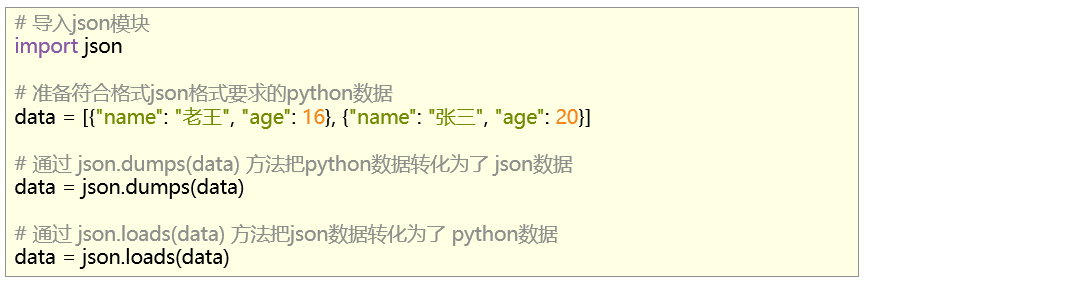 # 导入json模块
import json
# 准备符合格式json格式要求的python数据
data = [{"name": "老王", "age": 16}, {"name": "张三", "age": 20}]
# 通过 json.dumps(data) 方法把python数据转化为了 json数据
data = json.dumps(data)
# 通过 json.loads(data) 方法把json数据转化为了 python数据
data = json.loads(data)